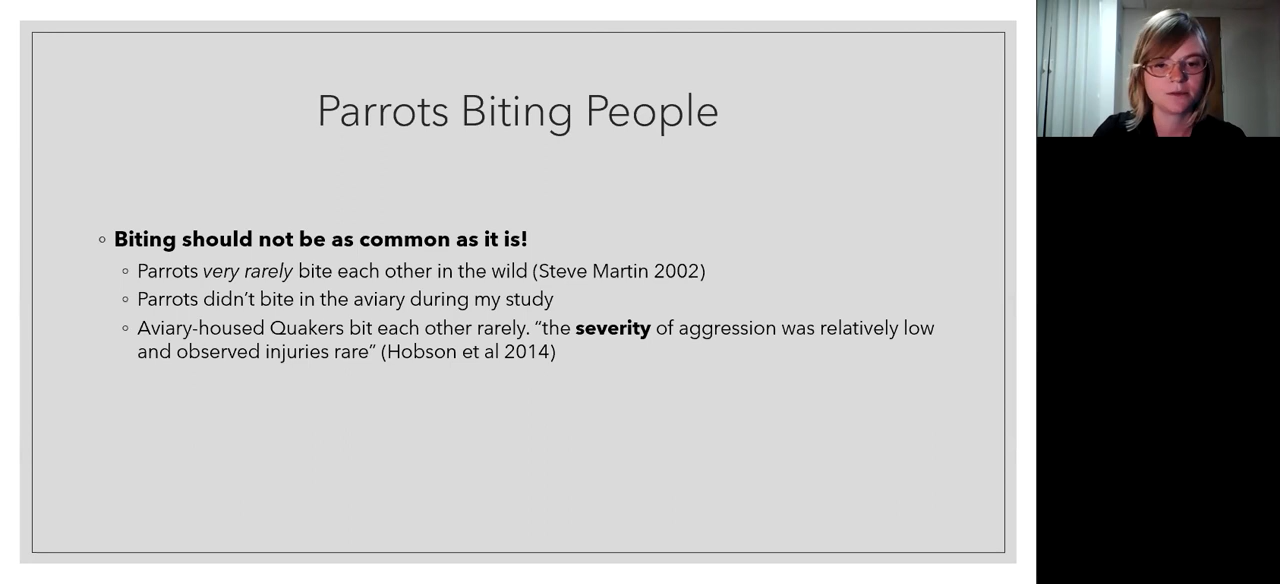 Parrots Biting People
◦ Biting should not be as common as it is!
◦ Parrots very rarely bite each other in the wild (Steve Martin 2002)
◦ Parrots didn’t bite in the aviary during my study
◦ Aviary-housed Quakers bit each other rarely. “the severity of aggression was relatively low
and observed injuries rare” (Hobson et al 2014)